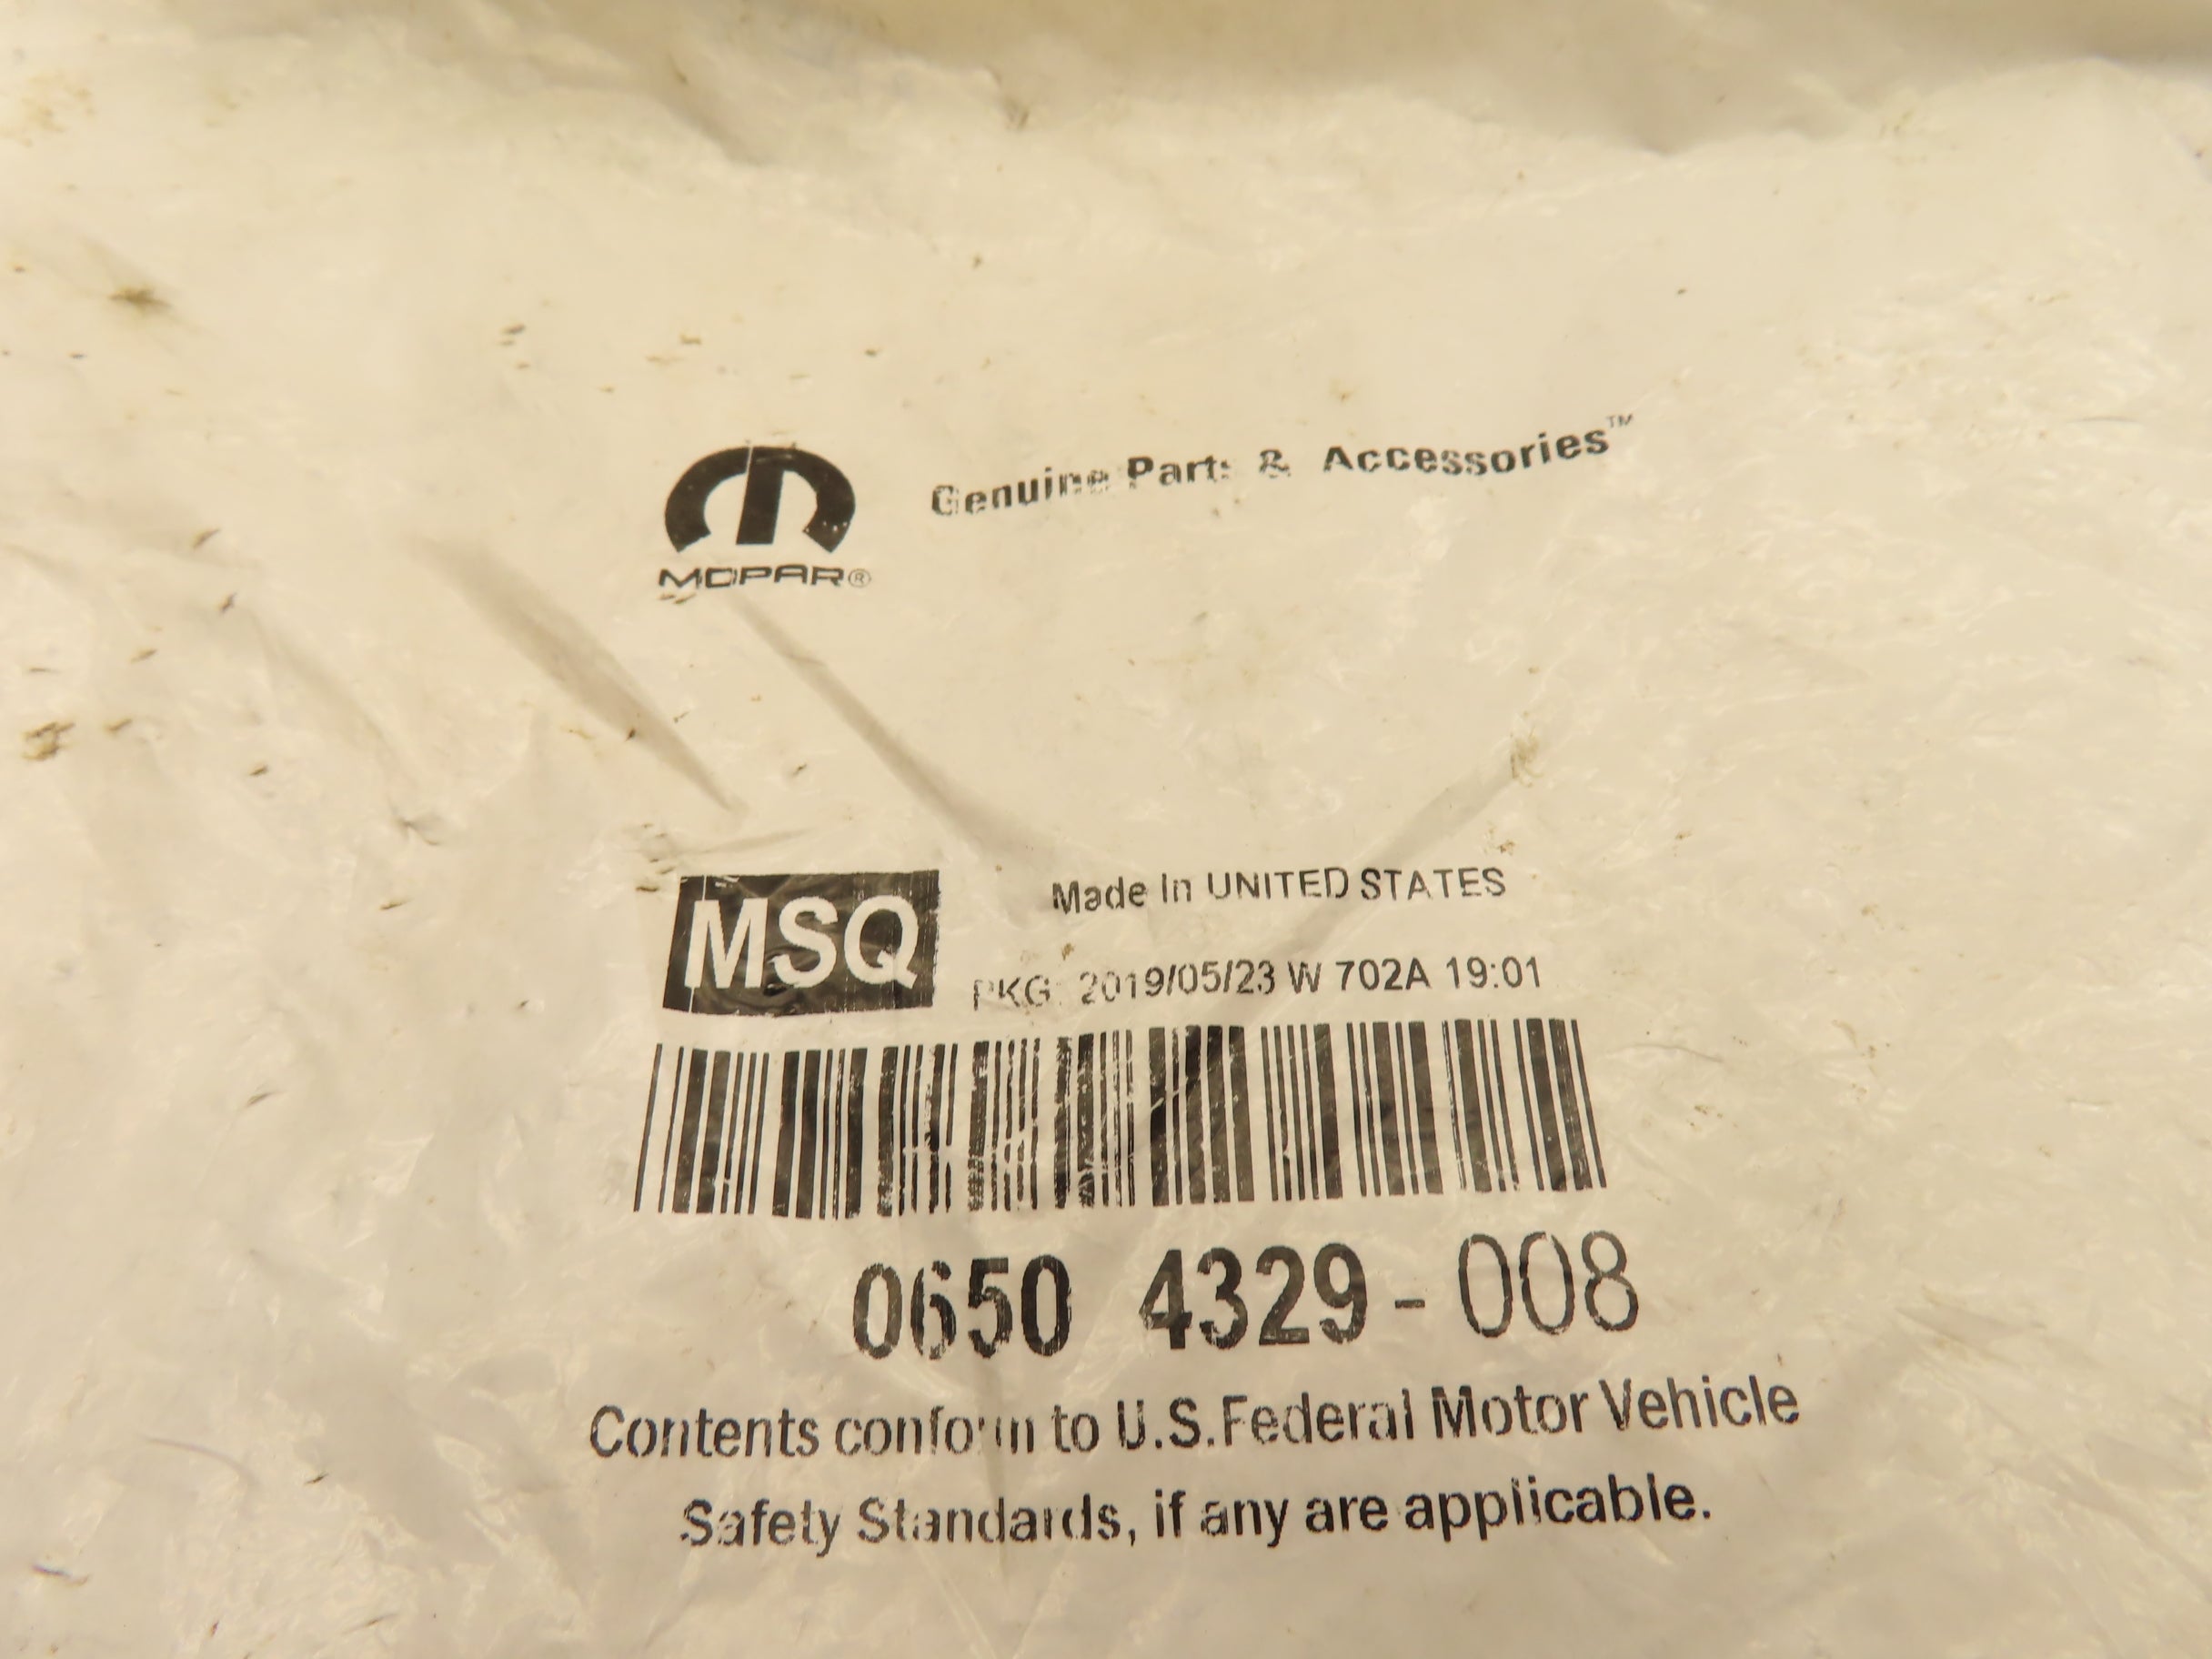 MOPAR®
Genuine Parts & Accessories™
MSQ
Made In UNITED STATES
PKG: 2019/05/23 W 702A 19:01
0650 4329-008
Contents conform to U.S.Federal Motor Vehicle
Safety Standards, if any are applicable.